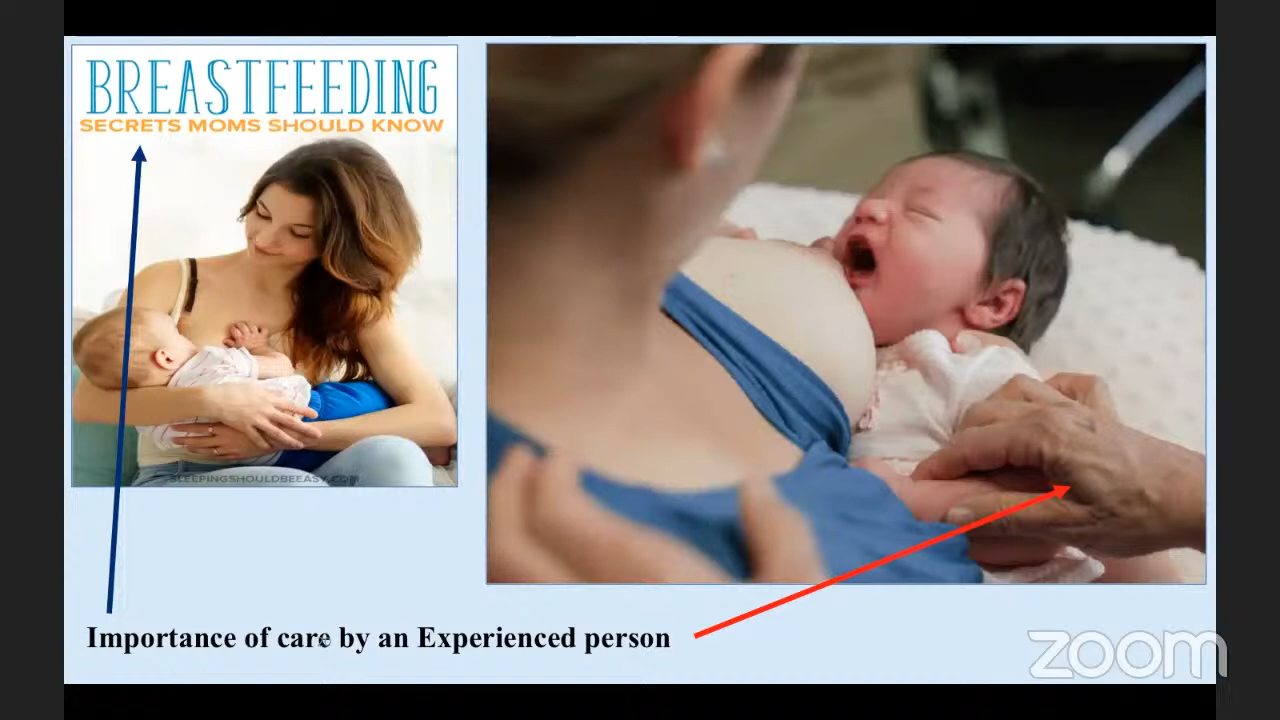 BREASTFEEDING
SECRETS MOMS SHOULD KNOW
SLEEPINGSHOULDBEEASY.COM
Importance of care by an Experienced person
zoom